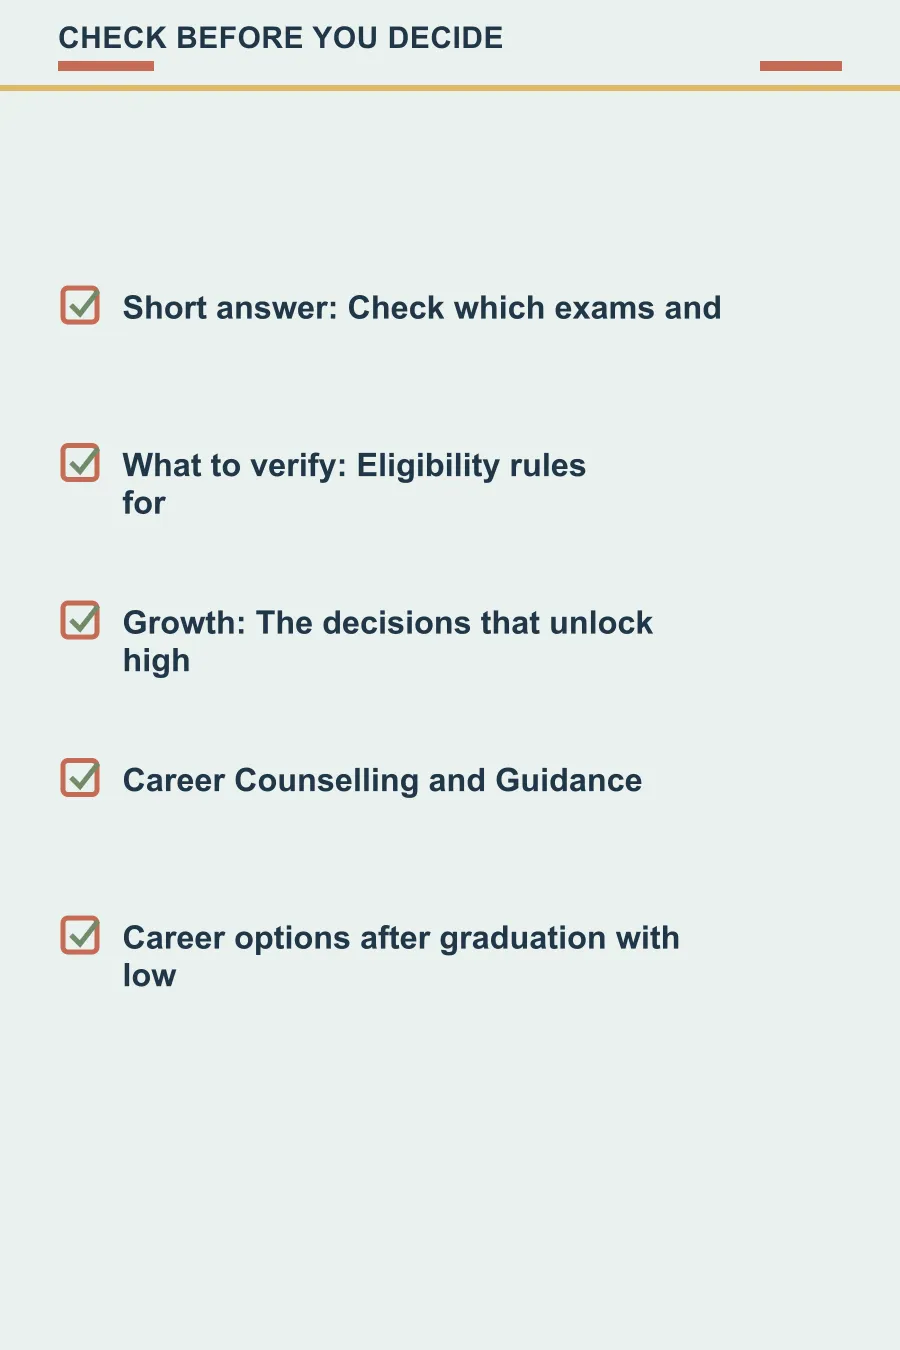 CHECK BEFORE YOU DECIDE
Short answer: Check which exams and
What to verify: Eligibility rules
for
Growth: The decisions that unlock
high
Career Counselling and Guidance
Career options after graduation with
low